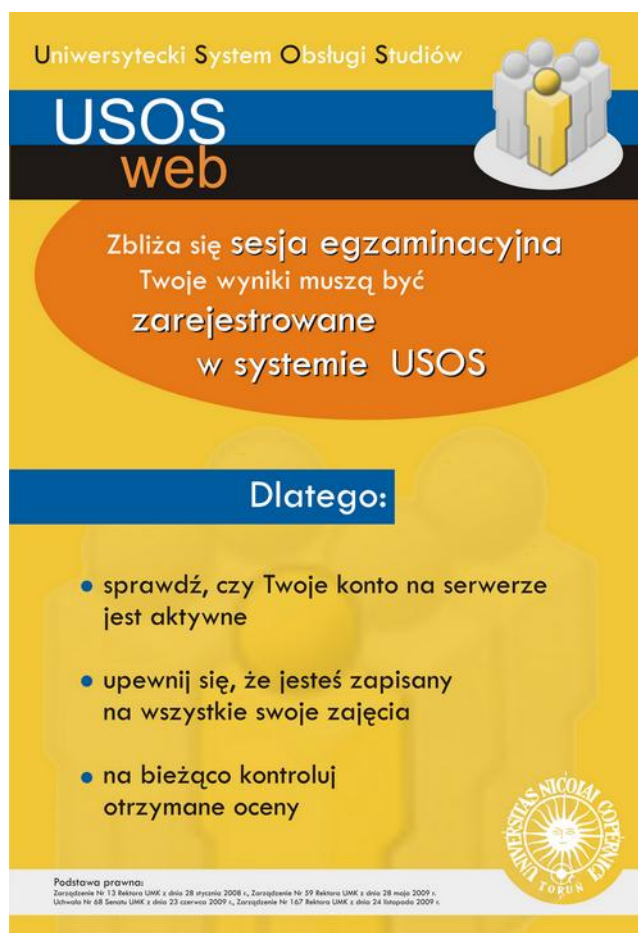 Uniwersytecki System Obsługi Studiów
USOS
web
Zbliża się sesja egzaminacyjna
Twoje wyniki muszą być
zarejestrowane
w systemie USOS
Dlatego:
• sprawdź, czy Twoje konto na serwerze
jest aktywne
• upewnij się, że jesteś zapisany
na wszystkie swoje zajęcia
• na bieżąco kontroluj
otrzymane oceny
UNIVERSITAS NICOLAI COPERNICI
TORUŃ
Podstawa prawna:
Zarządzenie Nr 13 Rektora UMK z dnia 28 stycznia 2008 r., Zarządzenie Nr 59 Rektora UMK z dnia 28 maja 2009 r.
Uchwała Nr 68 Senatu UMK z dnia 23 czerwca 2009 r., Zarządzenie Nr 167 Rektora UMK z dnia 24 listopada 2009 r.